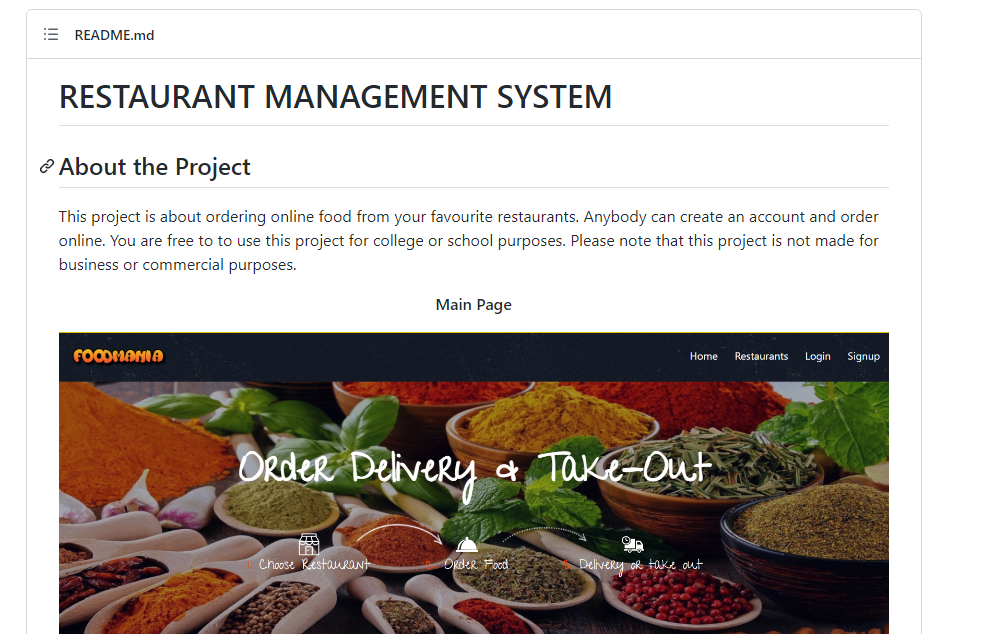 README.md
RESTAURANT MANAGEMENT SYSTEM
About the Project
This project is about ordering online food from your favourite restaurants. Anybody can create an account and order
online. You are free to to use this project for college or school purposes. Please note that this project is not made for
business or commercial purposes.
Main Page
FOODMANIA
Home Restaurants Login Signup
Order Delivery & Take-Out
1. Choose Restaurant 2. Order Food 3. Delivery or take out